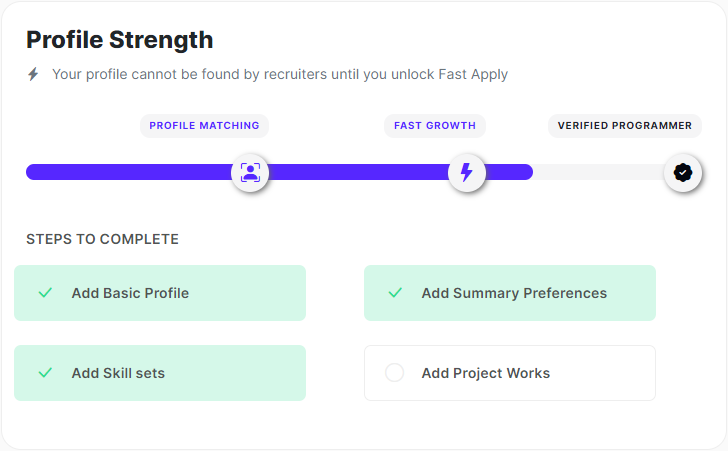 Profile Strength
Your profile cannot be found by recruiters until you unlock Fast Apply
PROFILE MATCHING
FAST GROWTH
VERIFIED PROGRAMMER
STEPS TO COMPLETE
Add Basic Profile
Add Summary Preferences
Add Skill sets
Add Project Works